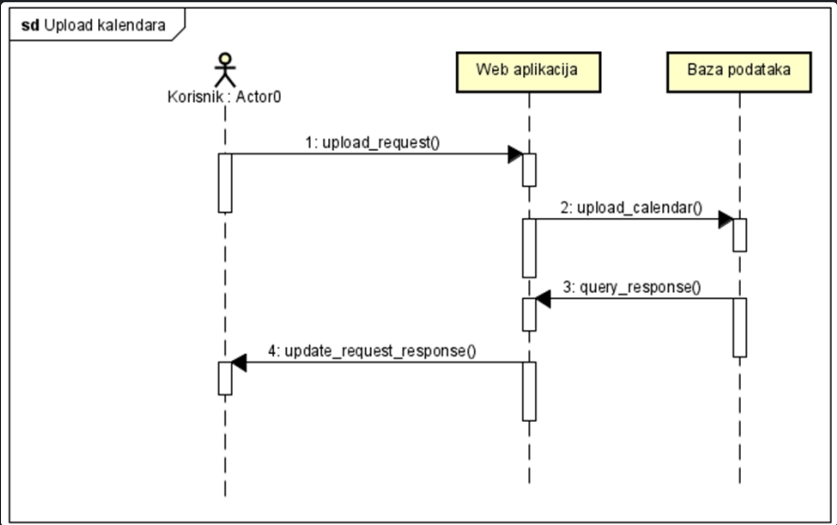 sd Upload kalendara
Korisnik : Actor0
Web aplikacija
Baza podataka
1: upload_request()
2: upload_calendar()
3: query_response()
4: update_request_response()